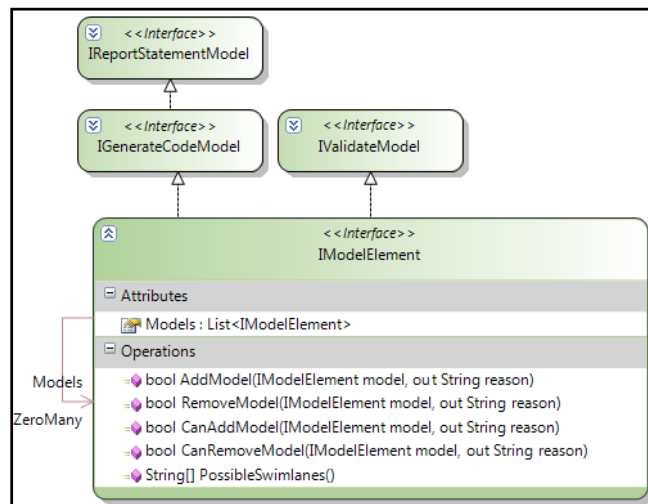 <<Interface>>
IReportStatementModel
<<Interface>>
IGenerateCodeModel
<<Interface>>
IValidateModel
<<Interface>>
IModelElement
Attributes
Models : List<IModelElement>
Operations
bool AddModel(IModelElement model, out String reason)
bool RemoveModel(IModelElement model, out String reason)
bool CanAddModel(IModelElement model, out String reason)
bool CanRemoveModel(IModelElement model, out String reason)
String[] PossibleSwimlanes()
Models
ZeroMany